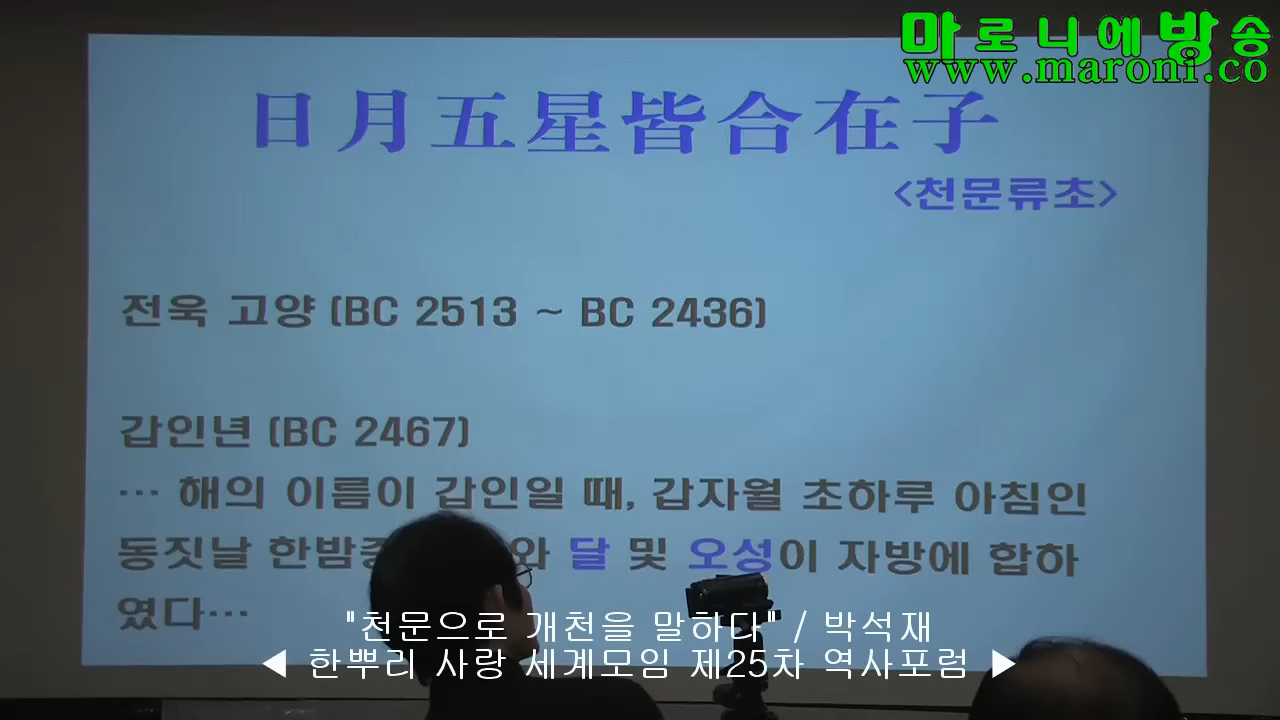 마로니에방송
www.maroni.co
日月五星皆合在子
<천문류초>
전욱 고양 (BC 2513 ~ BC 2436)
갑인년 (BC 2467)
… 해의 이름이 갑인일 때, 갑자월 초하루 아침인
동짓날 한밤 와 달 및 오성이 자방에 합하
였다…
"천문으로 개천을 말하다" / 박석재
◀ 한뿌리 사랑 세계모임 제25차 역사포럼 ▶